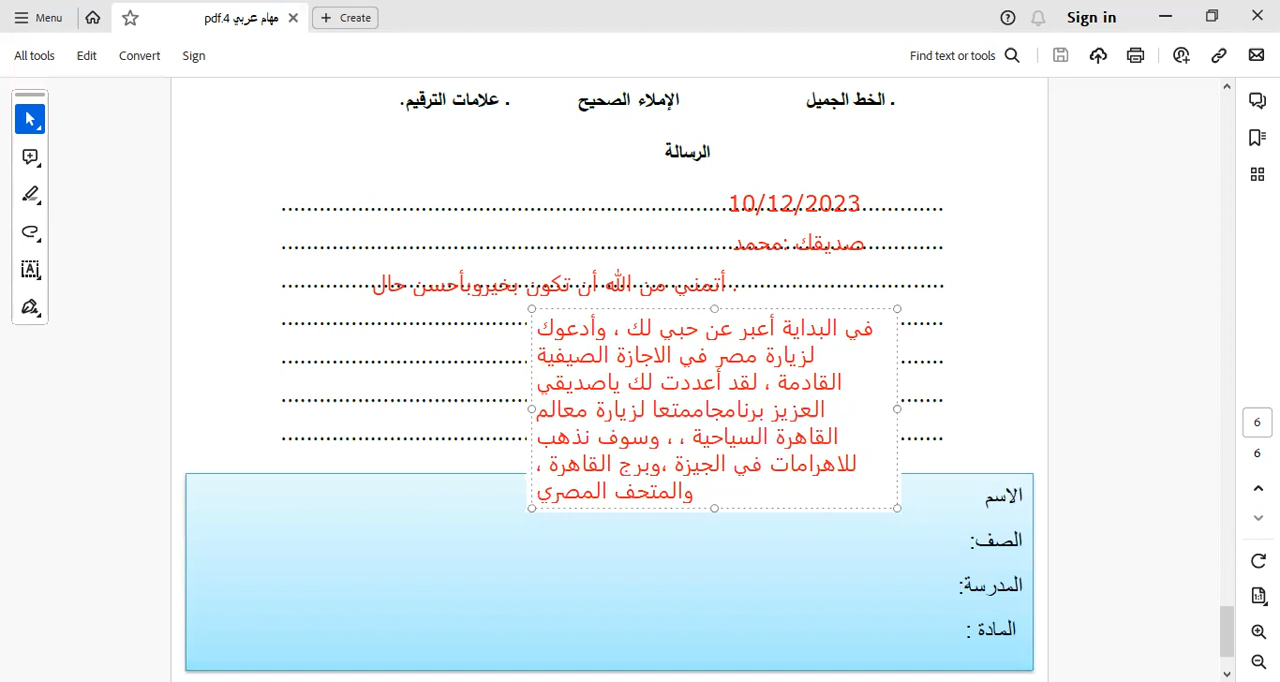 Menu
مهام عربي 4.pdf
Create
Sign in
All tools
Edit
Convert
Sign
Find text or tools
. الخط الجميل
الإملاء الصحيح
. علامات الترقيم.
الرسالة
10/12/2023
صديقك :محمد
. أتمني من الله أن تكون بخيروبأحسن حال
في البداية أعبر عن حبي لك ، وأدعوك
لزيارة مصر في الاجازة الصيفية
القادمة ، لقد أعددت لك ياصديقي
العزيز برنامجاممتعا لزيارة معالم
القاهرة السياحية ، ، وسوف نذهب
للاهرامات في الجيزة ،وبرج القاهرة ،
والمتحف المصري
الاسم
الصف:
المدرسة:
المادة :
6
6